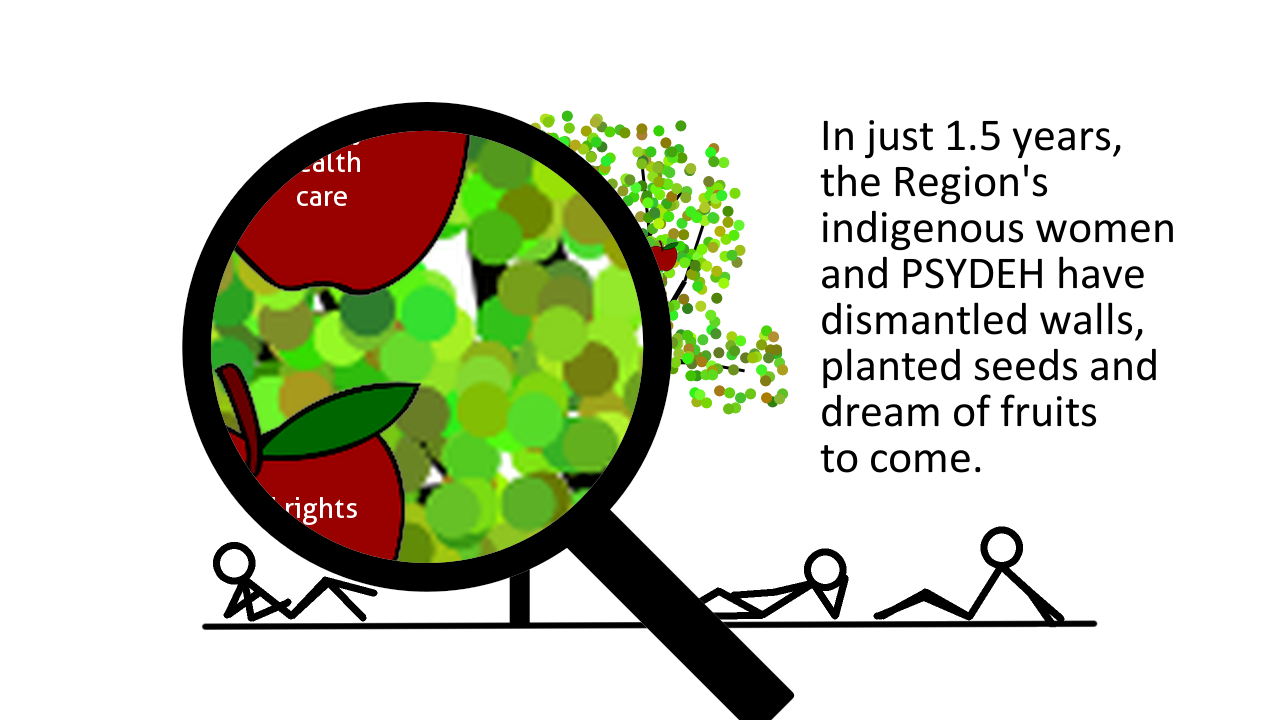 care
rights
In just 1.5 years,
the Region's
indigenous women
and PSYDEH have
dismantled walls,
planted seeds and
dream of fruits
to come.